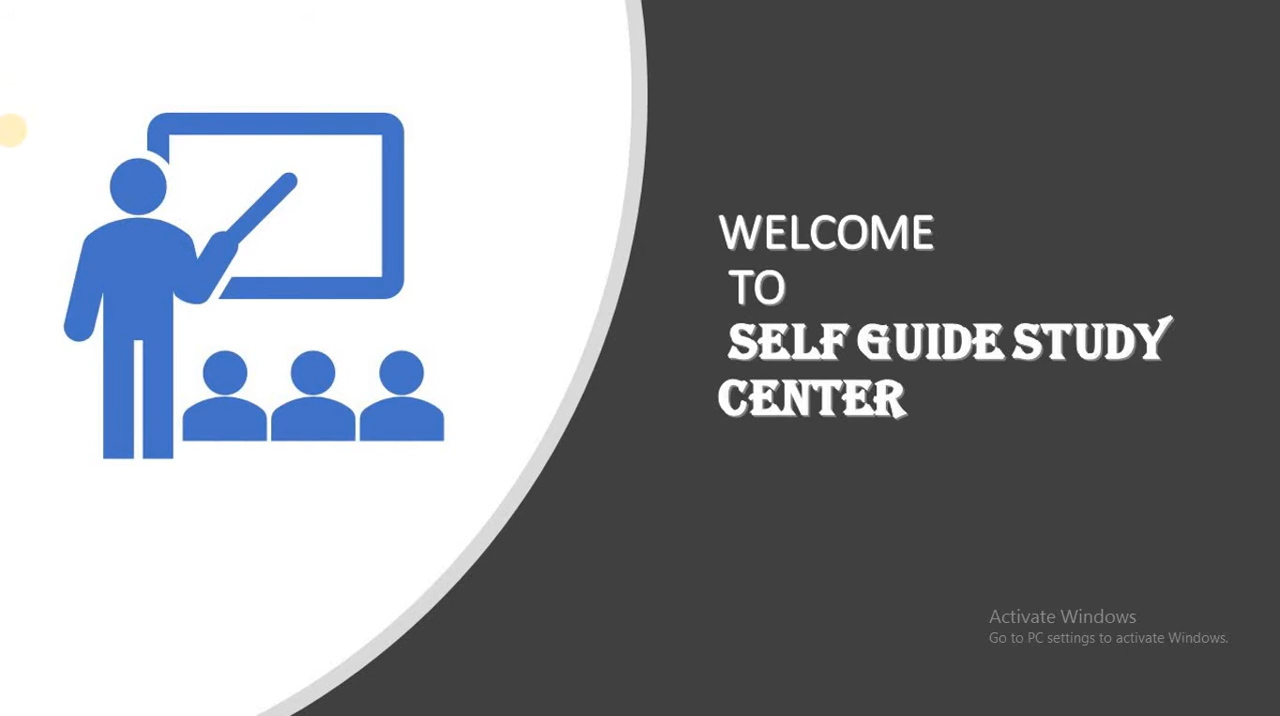 WELCOME
TO
SELF GUIDE STUDY
CENTER
Activate Windows
Go to PC settings to activate Windows.